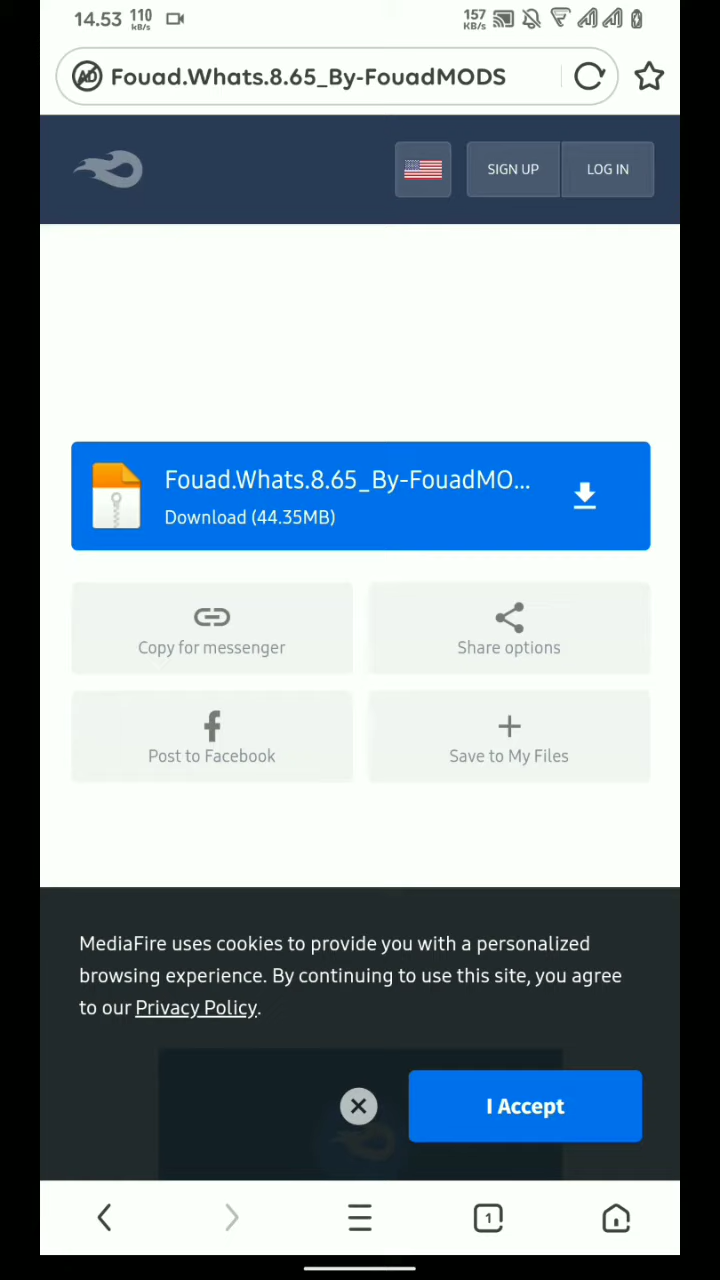 14.53 110 KB/s 157 KB/s
AD Fouad.Whats.8.65_By-FouadMODS
SIGN UP LOG IN
Fouad.Whats.8.65_By-FouadMO...
Download (44.35MB)
Copy for messenger Share options
Post to Facebook Save to My Files
MediaFire uses cookies to provide you with a personalized
browsing experience. By continuing to use this site, you agree
to our Privacy Policy.
I Accept
1